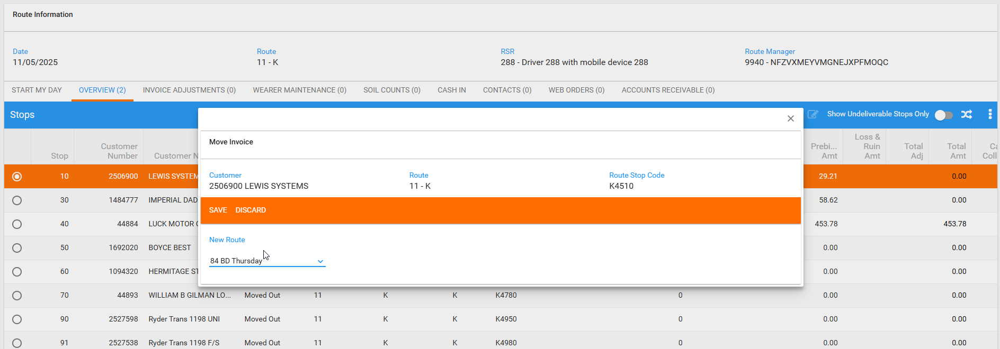 Route Information
Date Route RSR Route Manager
11/05/2025 11 - K 288 - Driver 288 with mobile device 288 9940 - NFZVXMEYVMGNEJXPFMOQC
START MY DAY OVERVIEW (2) INVOICE ADJUSTMENTS (0) WEARER MAINTENANCE (0) SOIL COUNTS (0) CASH IN CONTACTS (0) WEB ORDERS (0) ACCOUNTS RECEIVABLE (0)
Stops Show Undeliverable Stops Only
Stop Customer Number Customer N Prebi... Amt Loss & Ruin Amt Total Adj Total Amt Ca Coll
Move Invoice
Customer Route Route Stop Code
2506900 LEWIS SYSTEMS 11 - K K4510
SAVE DISCARD
New Route
84 BD Thursday
10 2506900 LEWIS SYSTEM 29.21 0.00
30 1484777 IMPERIAL DAD 58.62 0.00
40 44884 LUCK MOTOR C 453.78 453.78
50 1692020 BOYCE BEST 0.00 0.00
60 1094320 HERMITAGE ST 0.00 0.00
70 44893 WILLIAM B GILMAN LO... Moved Out 11 K K K4780 0 0.00 0.00
90 2527598 Ryder Trans 1198 UNI Moved Out 11 K K K4950 0 0.00 0.00
91 2527538 Ryder Trans 1198 F/S Moved Out 11 K K K4980 0 0.00 0.00